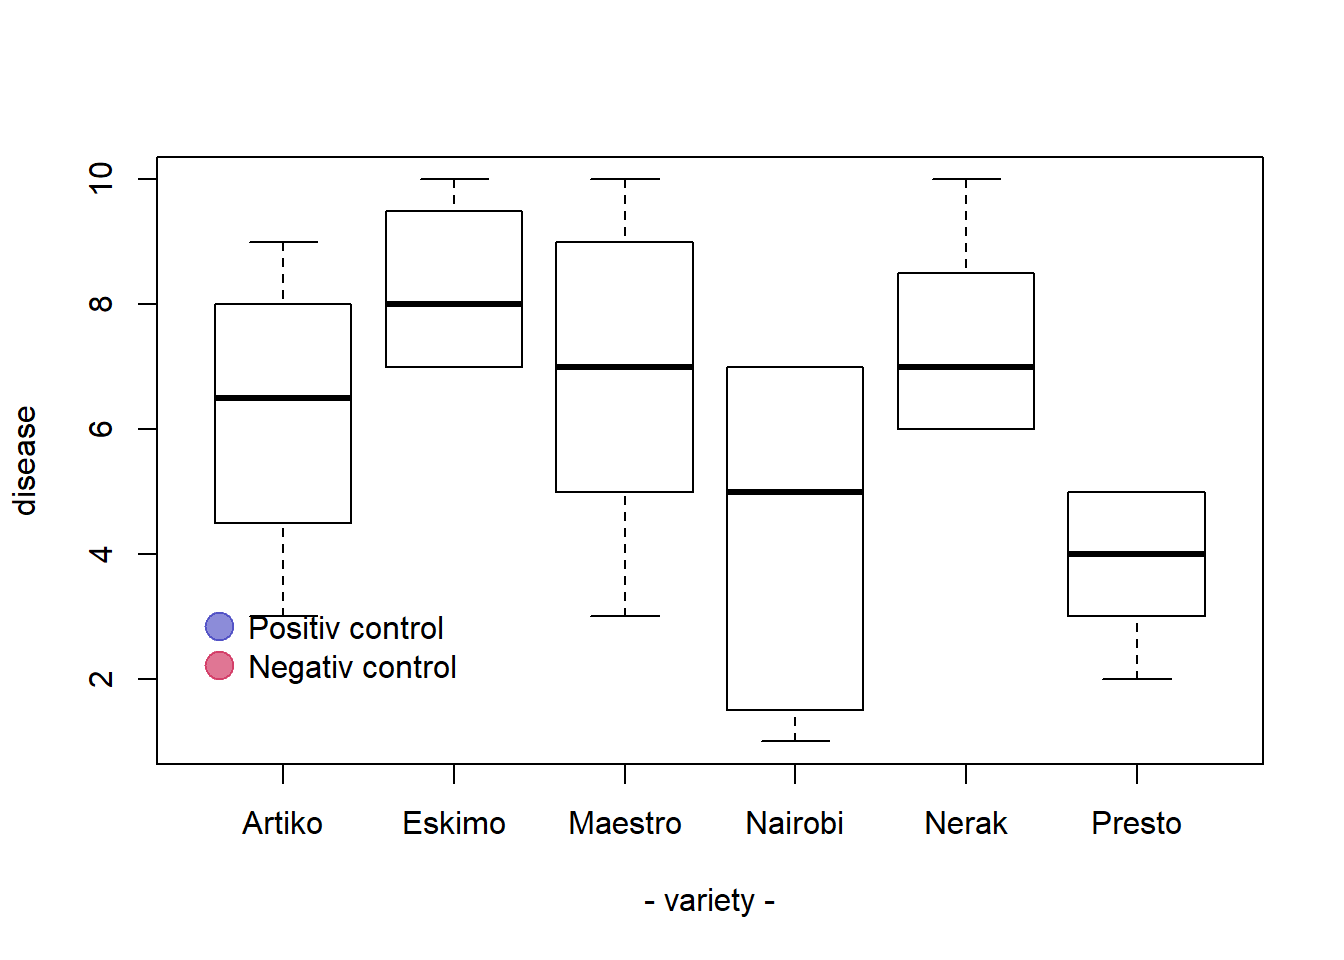 10
8
6
4
2
disease
Positiv control
Negativ control
Artiko Eskimo Maestro Nairobi Nerak Presto
- variety -